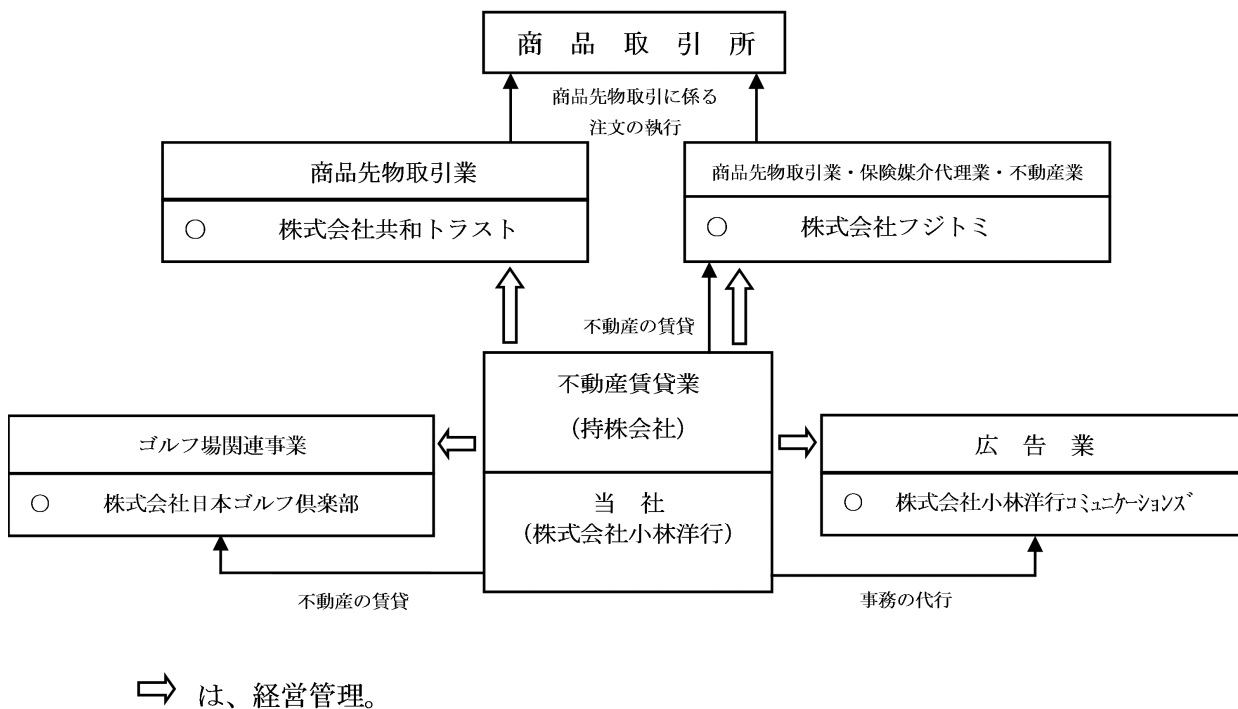 商品取引所
商品先物取引に係る
注文の執行
商品先物取引業
○ 株式会社共和トラスト
商品先物取引業・保険媒介代理業・不動産業
○ 株式会社フジトミ
不動産の賃貸
不動産賃貸業
(持株会社)
当社
(株式会社小林洋行)
ゴルフ場関連事業
○ 株式会社日本ゴルフ倶楽部
広告業
○ 株式会社小林洋行コミュニケーションズ
不動産の賃貸
事務の代行
⇨ は、経営管理。